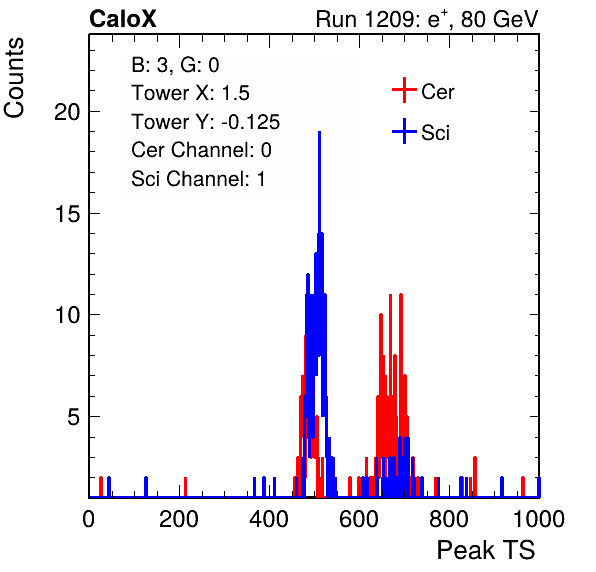 CaloX
Run 1209: e+, 80 GeV
B: 3, G: 0
Tower X: 1.5
Tower Y: -0.125
Cer Channel: 0
Sci Channel: 1
Cer
Sci
Counts
20
15
10
5
0 200 400 600 800 1000
Peak TS